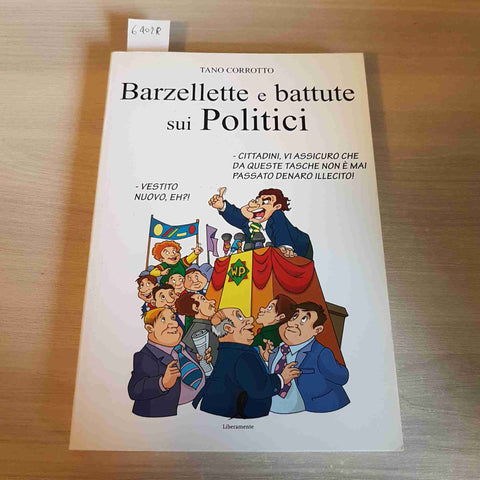 6402R
TANO CORROTTO
Barzellette e battute
sui Politici
- CITTADINI, VI ASSICURO CHE
DA QUESTE TASCHE NON È MAI
PASSATO DENARO ILLECITO!
- VESTITO
NUOVO, EH?!
WP
Liberamente